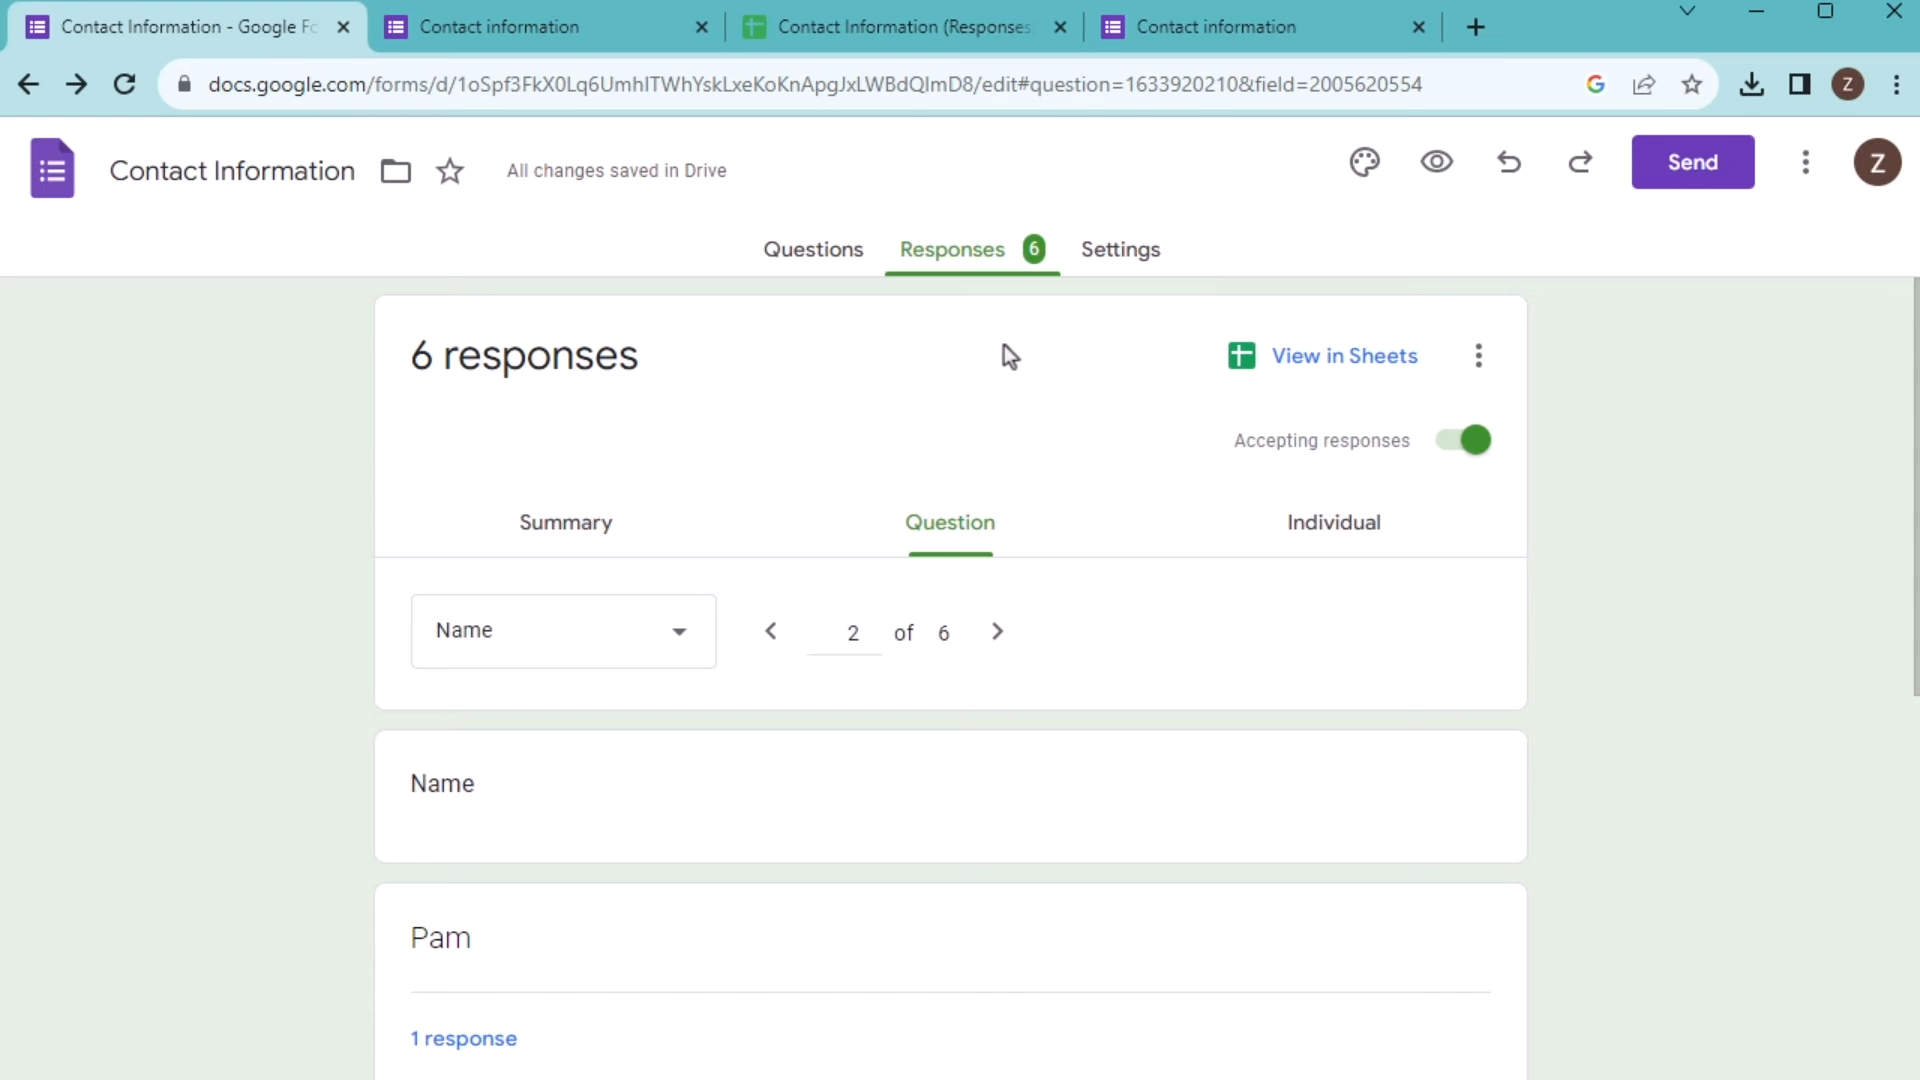 Contact Information - Google Fo
Contact information
Contact Information (Responses
Contact information
docs.google.com/forms/d/1oSpf3FkX0Lq6UmhITWhYskLxeKoKnApgJxLWBdQImD8/edit#question=1633920210&field=2005620554
Z
Contact Information
All changes saved in Drive
Send
Z
Questions
Responses 6
Settings
6 responses
View in Sheets
Accepting responses
Summary
Question
Individual
Name
2 of 6
Name
Pam
1 response